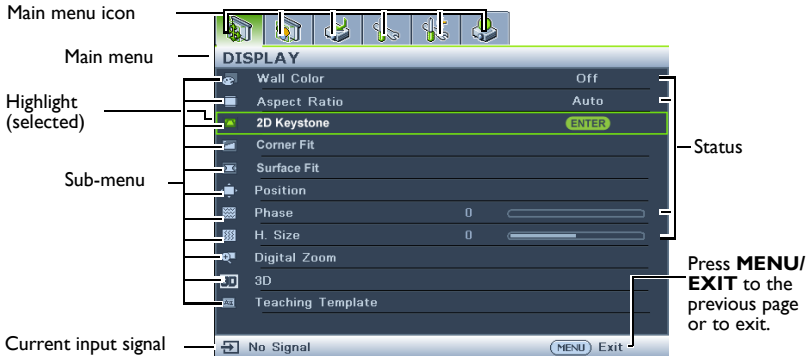 Main menu icon
Main menu
DISPLAY
Wall Color Off
Highlight
(selected)
Aspect Ratio Auto
2D Keystone ENTER
Corner Fit
Status
Surface Fit
Sub-menu
Position
Phase 0
H. Size 0
Digital Zoom
3D
Teaching Template
Press MENU/
EXIT to the
previous page
or to exit.
Current input signal
No Signal MENU Exit